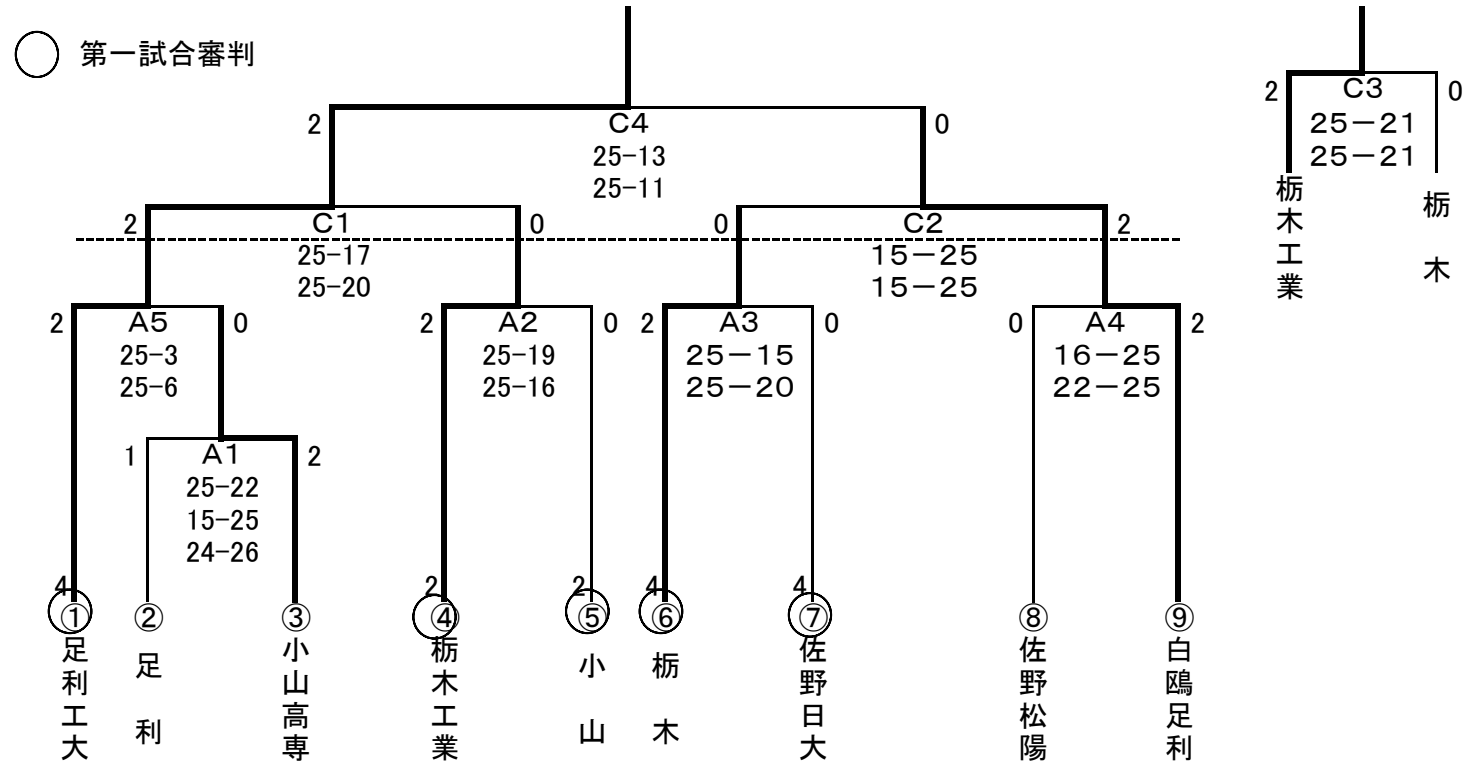 第一試合審判
2 C3 0
25-21
25-21
栃木工業
栃木
2 C4 0
25-13
25-11
2 C1 0
25-17
25-20
0 C2 2
15-25
15-25
2 A5 0
25-3
25-6
2 A2 0
25-19
25-16
2 A3 0
25-15
25-20
0 A4 2
16-25
22-25
1 A1 2
25-22
15-25
24-26
4 2 2 4 4
① ② ③ ④ ⑤ ⑥ ⑦ ⑧ ⑨
足利工大
足利
小山高専
栃木工業
小山
栃木
佐野日大
佐野松陽
白鴎足利